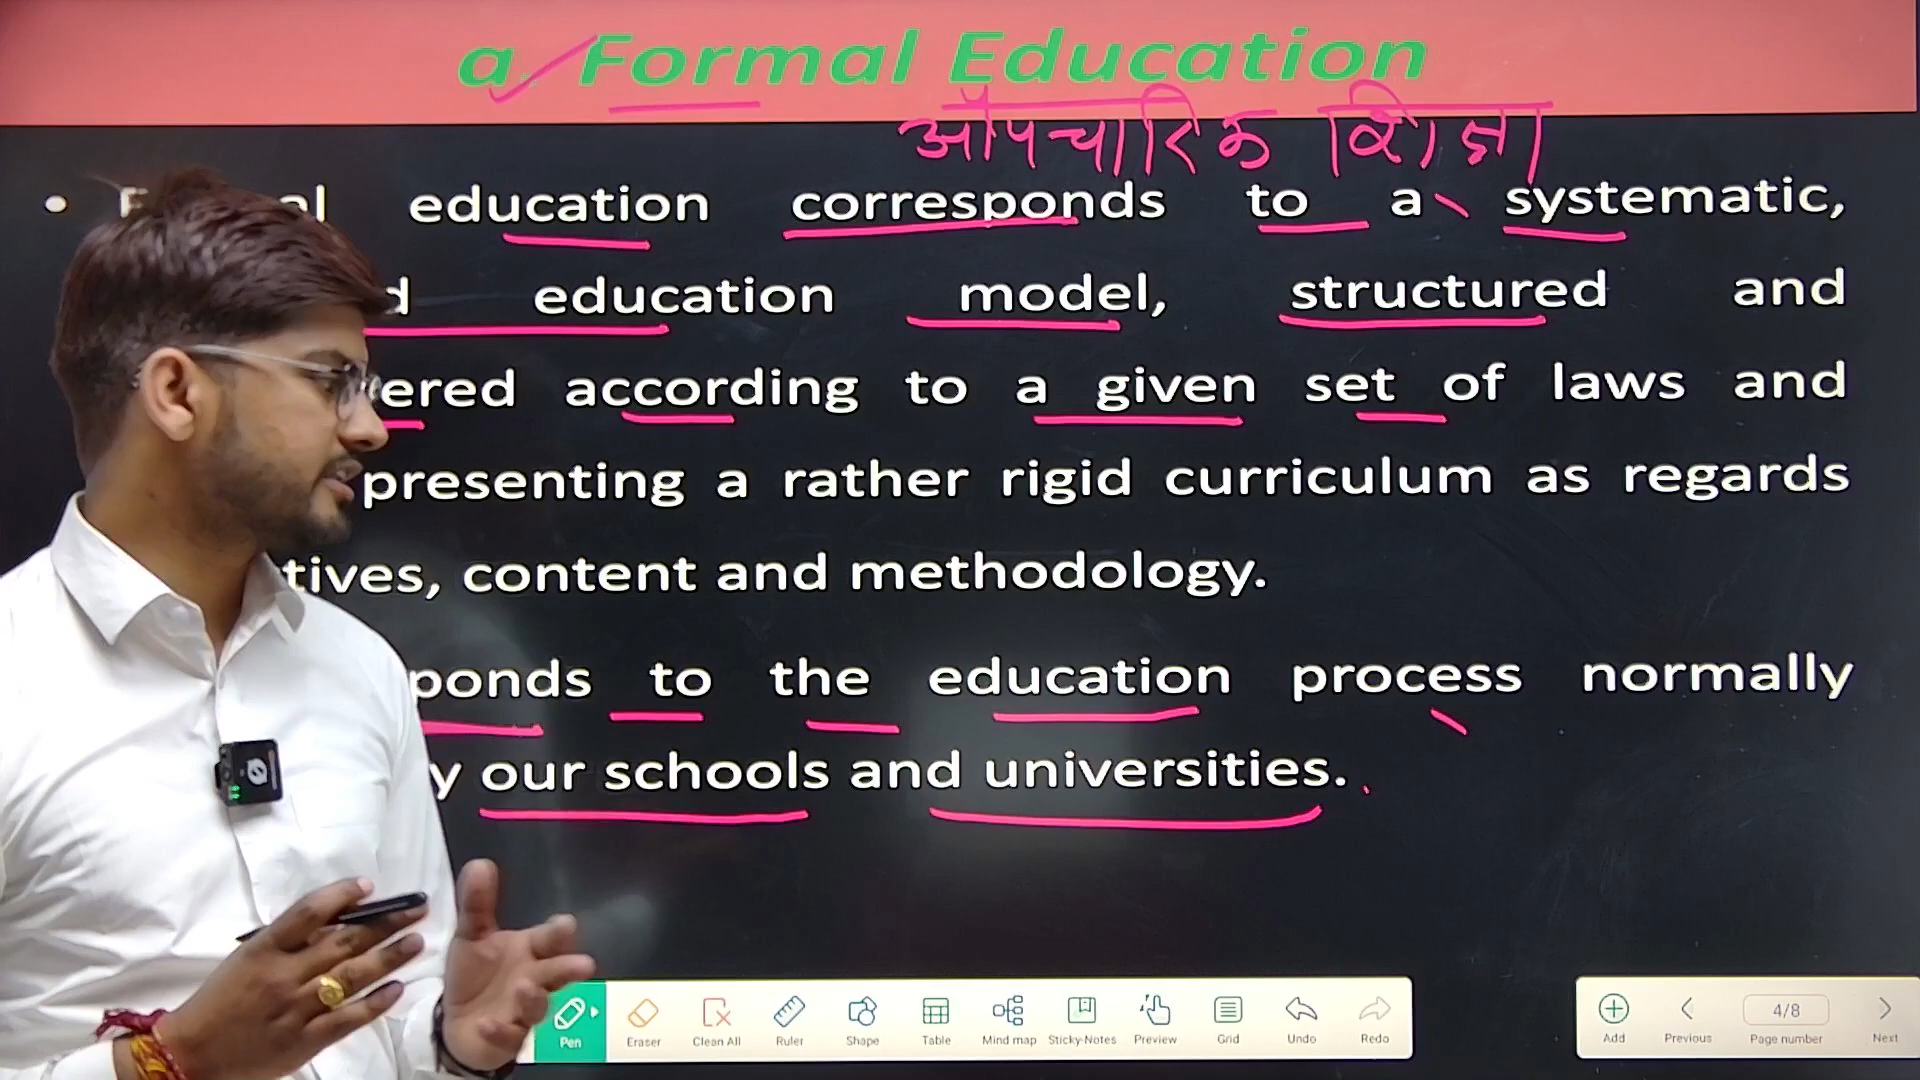 a. Formal Education
औपचारिक शिक्षा
• education corresponds to a systematic,
education model, structured and
according to a given set of laws and
presenting a rather rigid curriculum as regards
content and methodology.
to the education process normally
our schools and universities.
Pen Eraser Clean All Ruler Shape Table Mind map Sticky-Notes Preview Grid Undo Redo
4/8
Add Previous Page number Next